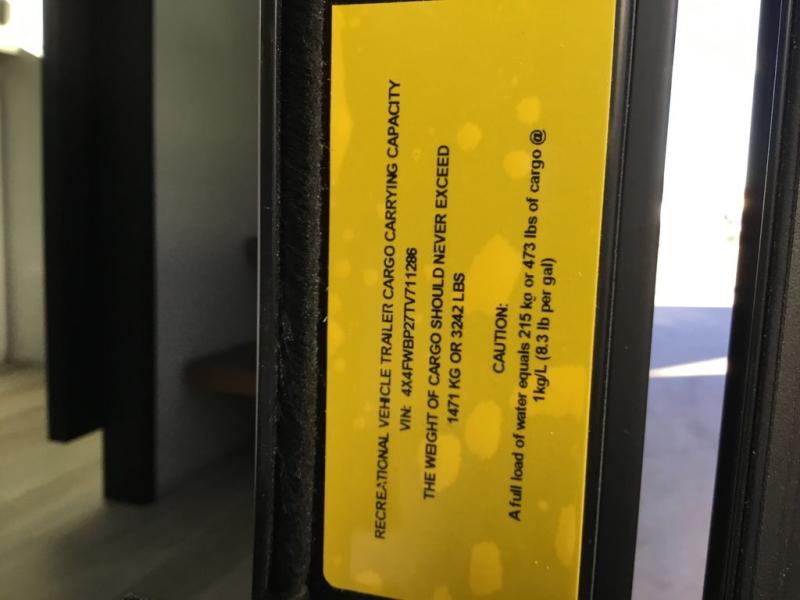 RECREATIONAL VEHICLE TRAILER CARGO CARRYING CAPACITY
VIN: 4X4FWBP27TV711286
THE WEIGHT OF CARGO SHOULD NEVER EXCEED
1471 KG OR 3242 LBS
CAUTION:
A full load of water equals 215 kg or 473 lbs of cargo @
1kg/L (8.3 lb per gal)